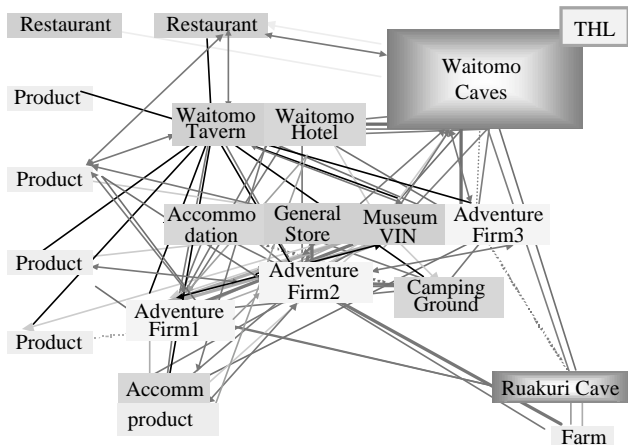 Restaurant
Restaurant
THL
Waitomo
Caves
Product
Waitomo
Tavern
Waitomo
Hotel
Product
Accommo
dation
General
Store
Museum
VIN
Adventure
Firm3
Product
Adventure
Firm2
Camping
Ground
Adventure
Firm1
Product
Accomm
product
Ruakuri Cave
Farm